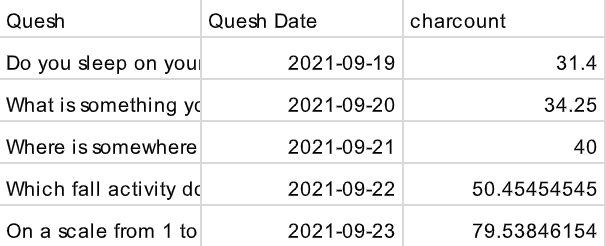 Quesh Quesh Date charcount
Do you sleep on your 2021-09-19 31.4
What is something yo 2021-09-20 34.25
Where is somewhere 2021-09-21 40
Which fall activity do 2021-09-22 50.45454545
On a scale from 1 to 2021-09-23 79.53846154